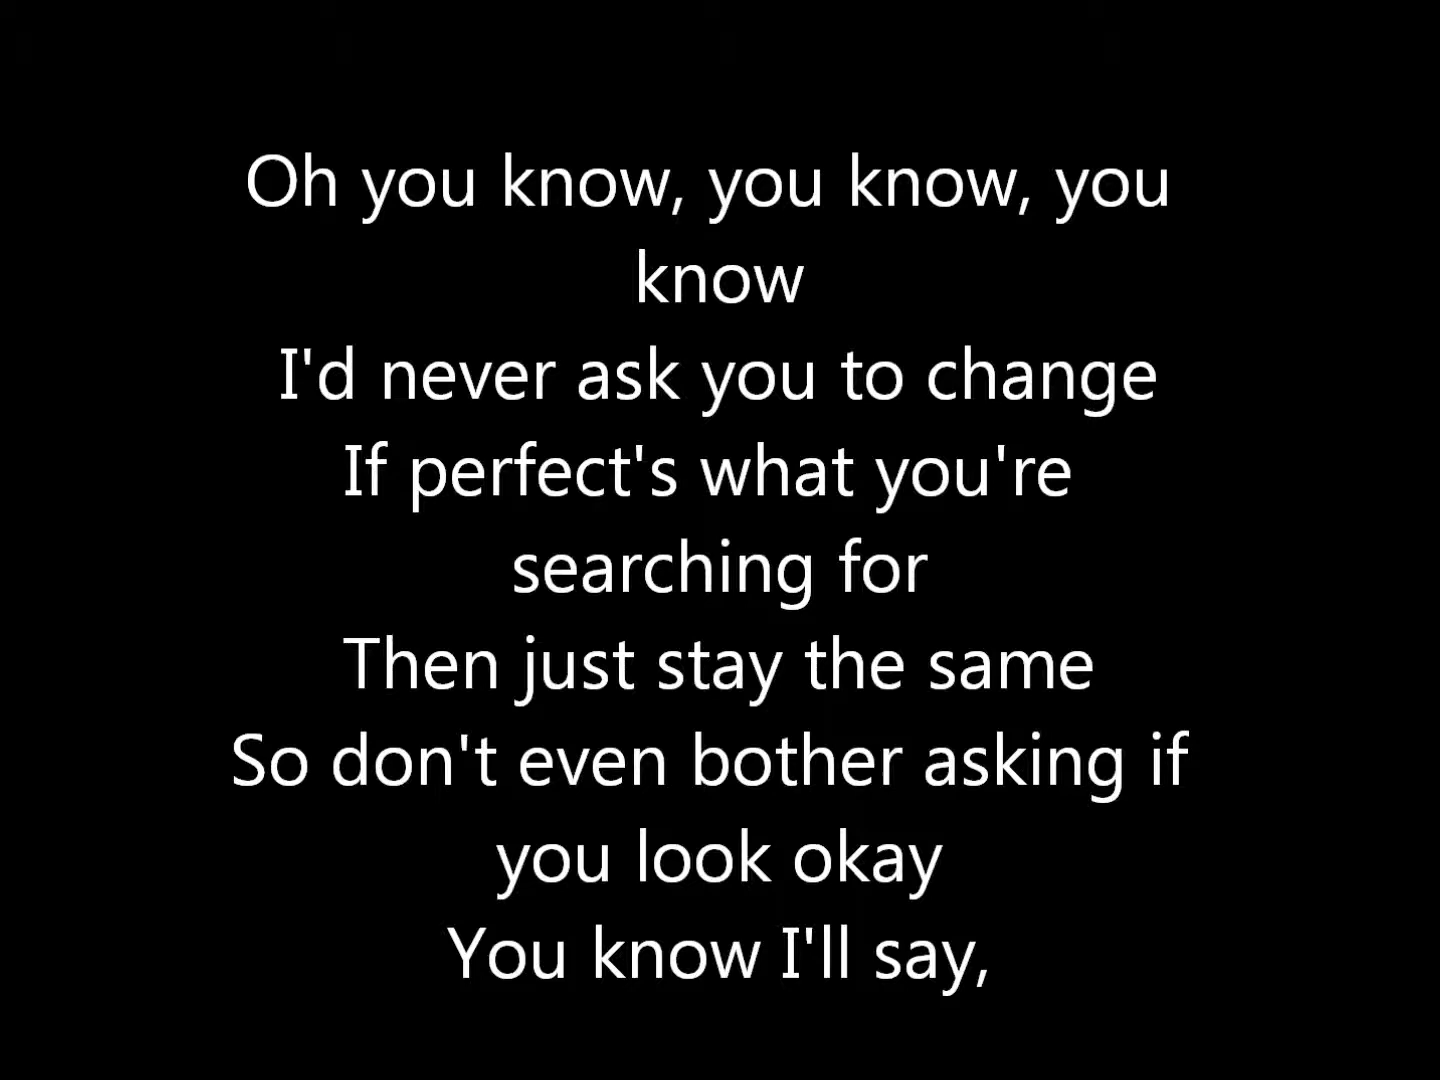 Oh you know, you know, you
know
I'd never ask you to change
If perfect's what you're
searching for
Then just stay the same
So don't even bother asking if
you look okay
You know I'll say,